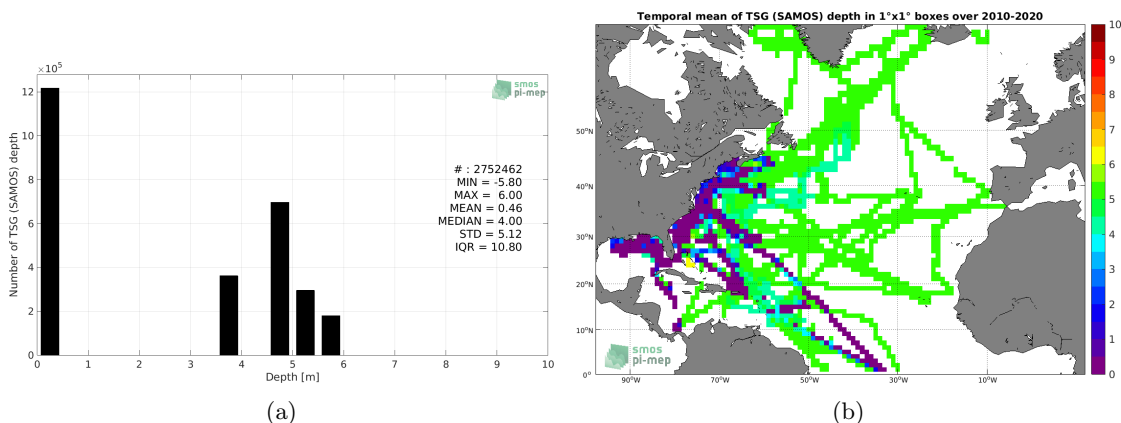 Temporal mean of TSG (SAMOS) depth in 1°x1° boxes over 2010-2020
×10⁵
Number of TSG (SAMOS) depth
12
10
8
6
4
2
0
smos
pi-mep
# : 2752462
MIN = -5.80
MAX = 6.00
MEAN = 0.46
MEDIAN = 4.00
STD = 5.12
IQR = 10.80
0 1 2 3 4 5 6 7 8 9 10
Depth [m]
(a)
50°N
40°N
30°N
20°N
10°N
0°
90°W 70°W 50°W 30°W 10°W
smos
pi-mep
10
9
8
7
6
5
4
3
2
1
0
(b)